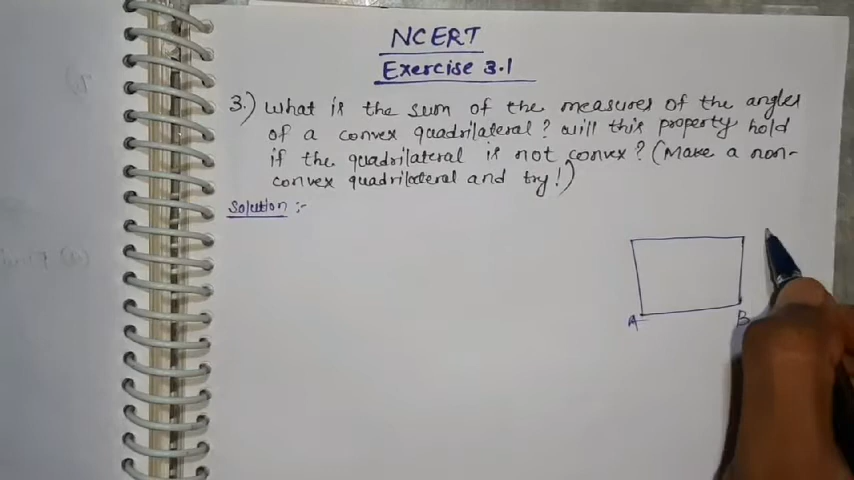 NCERT
Exercise 3.1
3.) What is the sum of the measures of the angles
of a convex quadrilateral? will this property hold
if the quadrilateral is not convex? (Make a non-
convex quadrilateral and try!)
Solution :-
A B